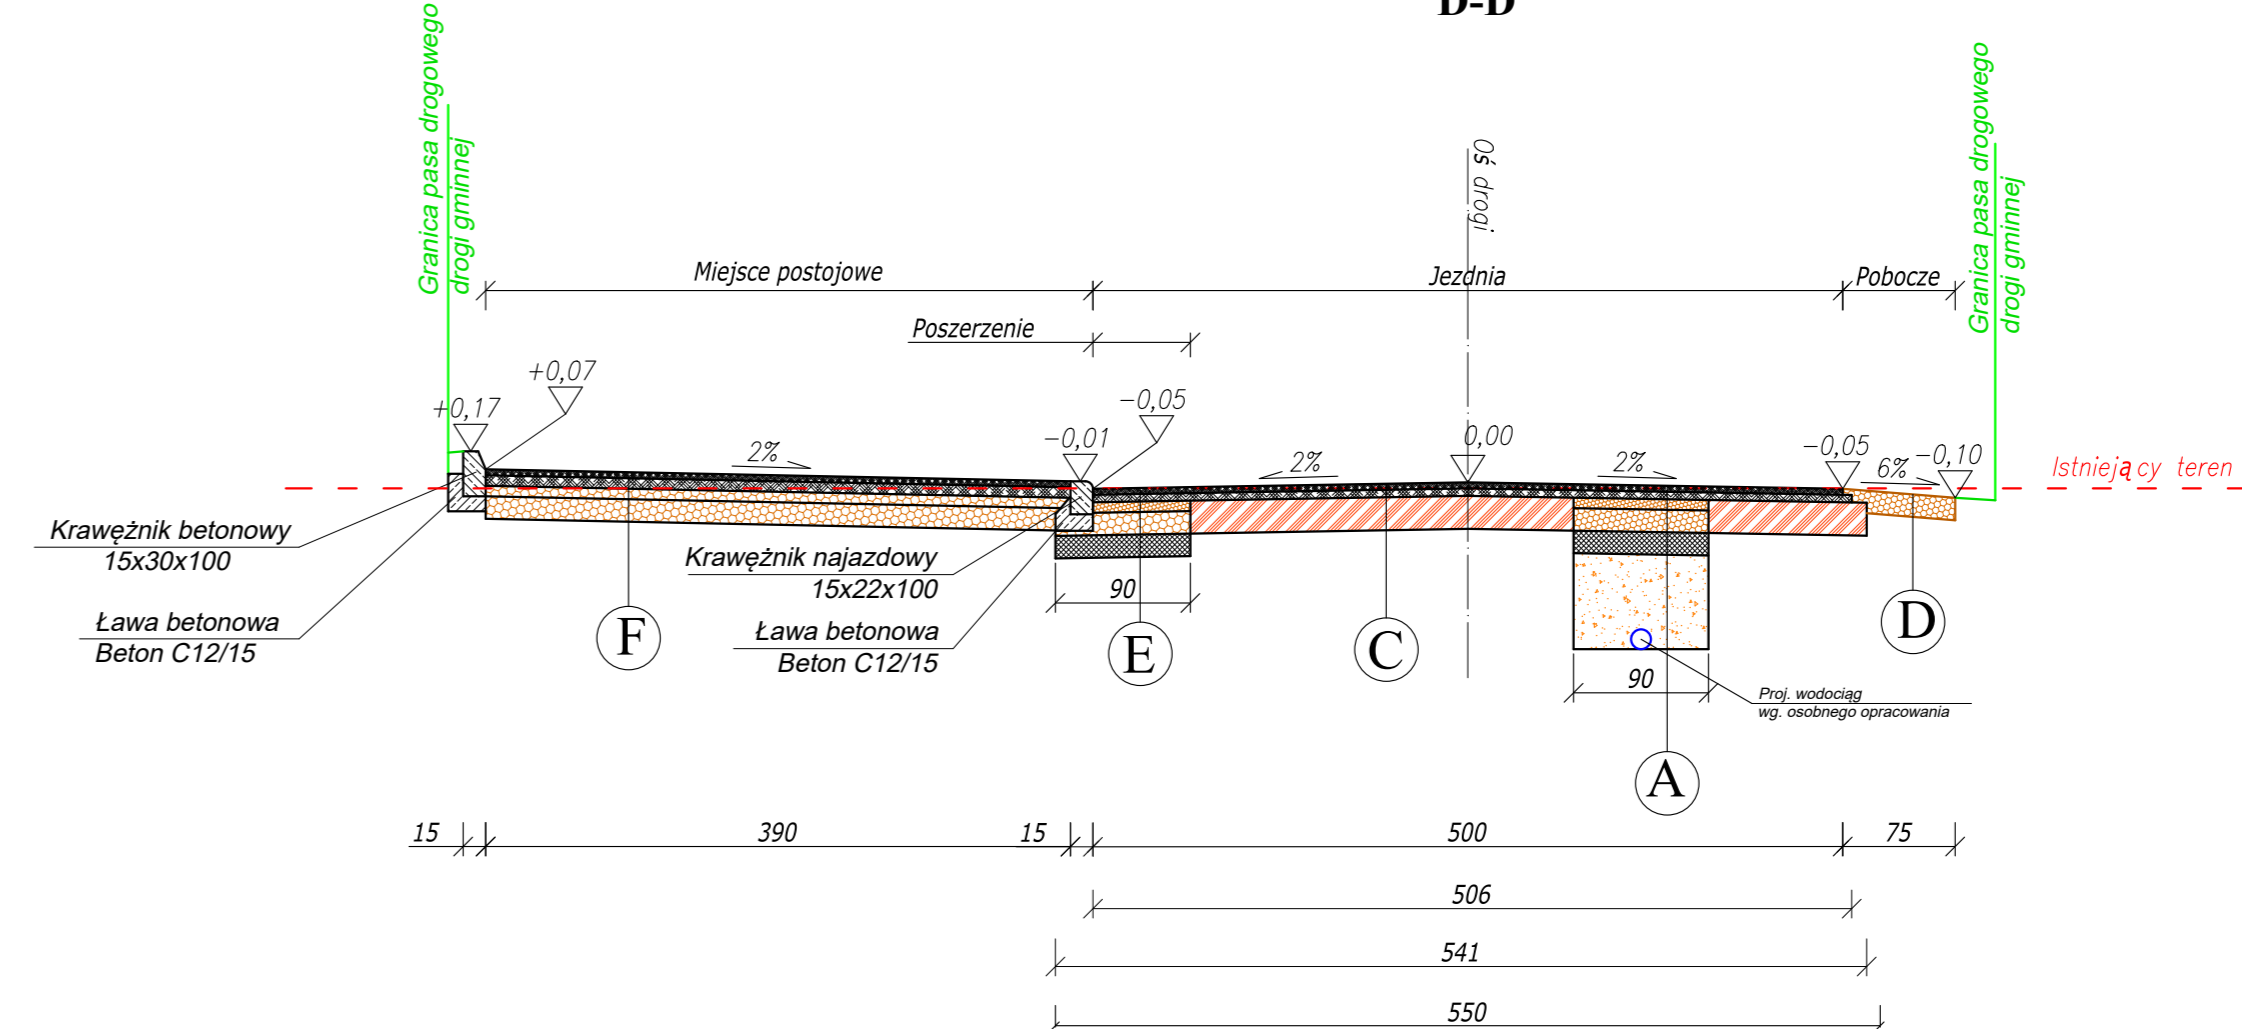 D-D
Granica pasa drogowego
drogi gminnej
Granica pasa drogowego
drogi gminnej
Oś drogi
Miejsce postojowe
Jezdnia
Pobocze
Poszerzenie
+0,07
+0,17
-0,05
-0,01
0,00
-0,05
-0,10
2%
2%
2%
6%
Istniejący teren
Krawężnik betonowy
15x30x100
Krawężnik najazdowy
15x22x100
Ława betonowa
Beton C12/15
Ława betonowa
Beton C12/15
90
90
F
E
C
D
A
Proj. wodociąg
wg. osobnego opracowania
15
390
15
500
75
506
541
550